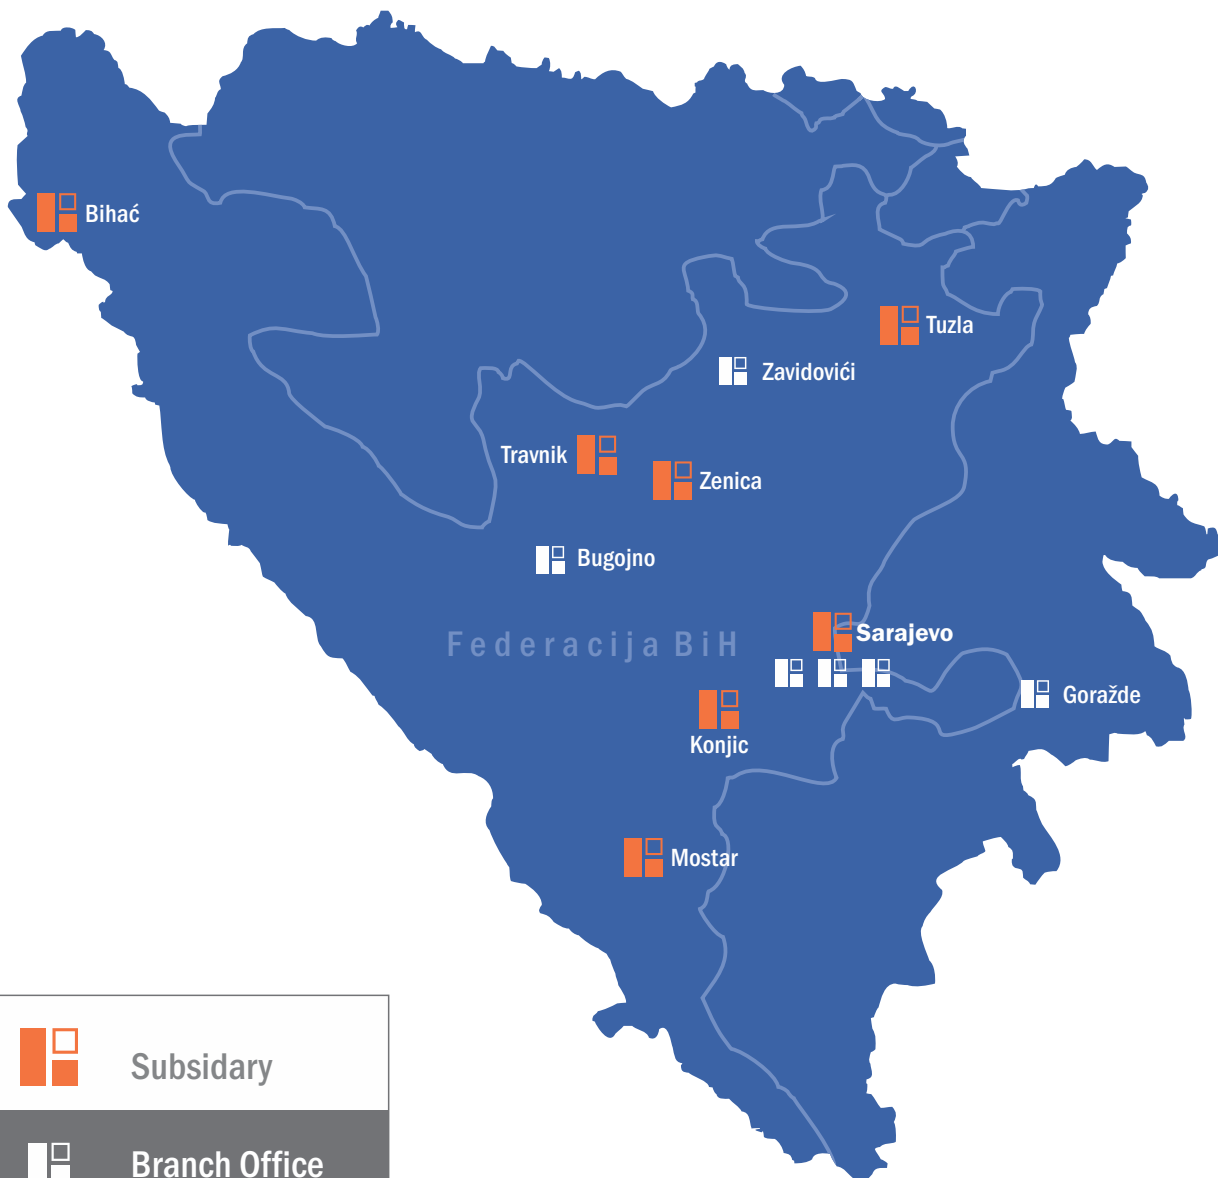 Bihać
Tuzla
Zavidovići
Travnik
Zenica
Bugojno
Federacija BiH
Sarajevo
Goražde
Konjic
Mostar
Subsidary
Branch Office